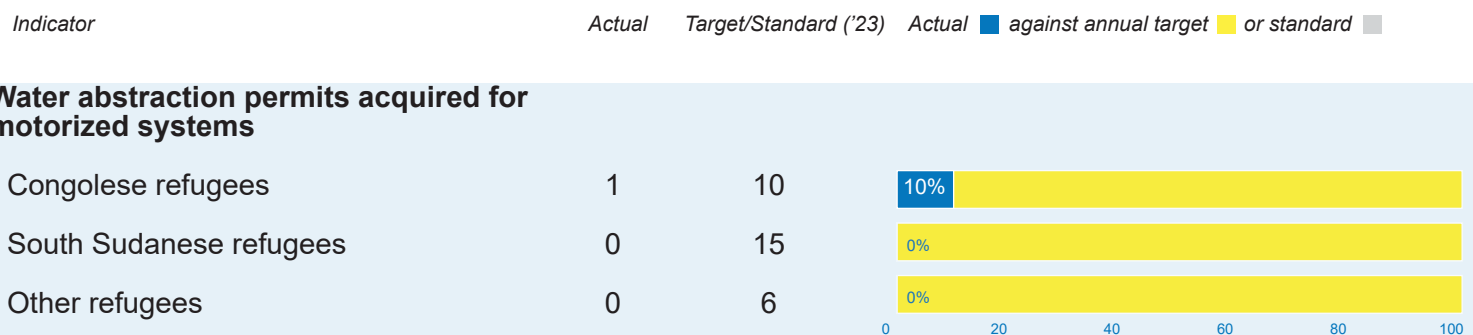 Indicator Actual Target/Standard (’23) Actual against annual target or standard
Water abstraction permits acquired for
motorized systems
Congolese refugees 1 10 10%
South Sudanese refugees 0 15 0%
Other refugees 0 6 0%
0 20 40 60 80 100